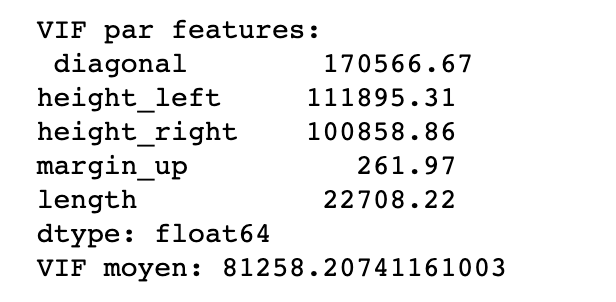 VIF par features:
diagonal 170566.67
height_left 111895.31
height_right 100858.86
margin_up 261.97
length 22708.22
dtype: float64
VIF moyen: 81258.20741161003